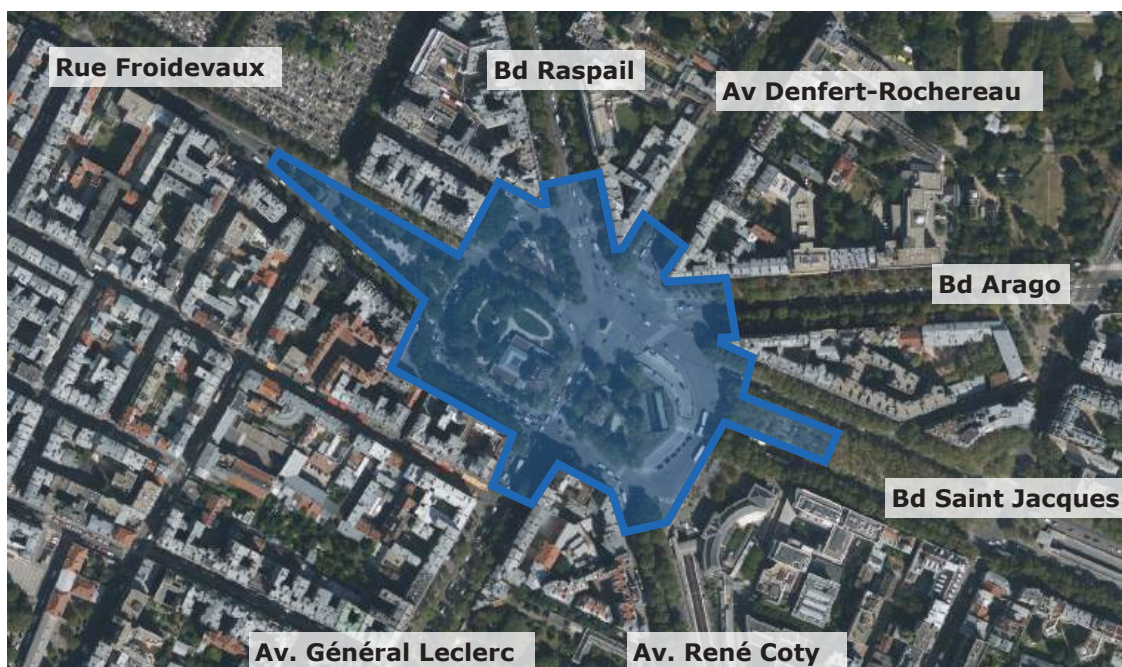 Rue Froidevaux
Bd Raspail
Av Denfert-Rochereau
Bd Arago
Bd Saint Jacques
Av. Général Leclerc
Av. René Coty